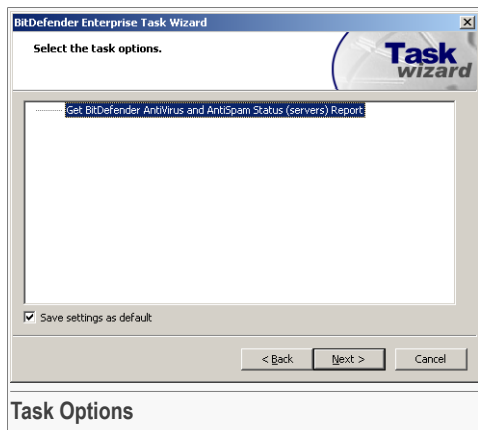 BitDefender Enterprise Task Wizard
Select the task options.
Task
wizard
Get BitDefender AntiVirus and AntiSpam Status (servers) Report
Save settings as default
< Back
Next >
Cancel
Task Options